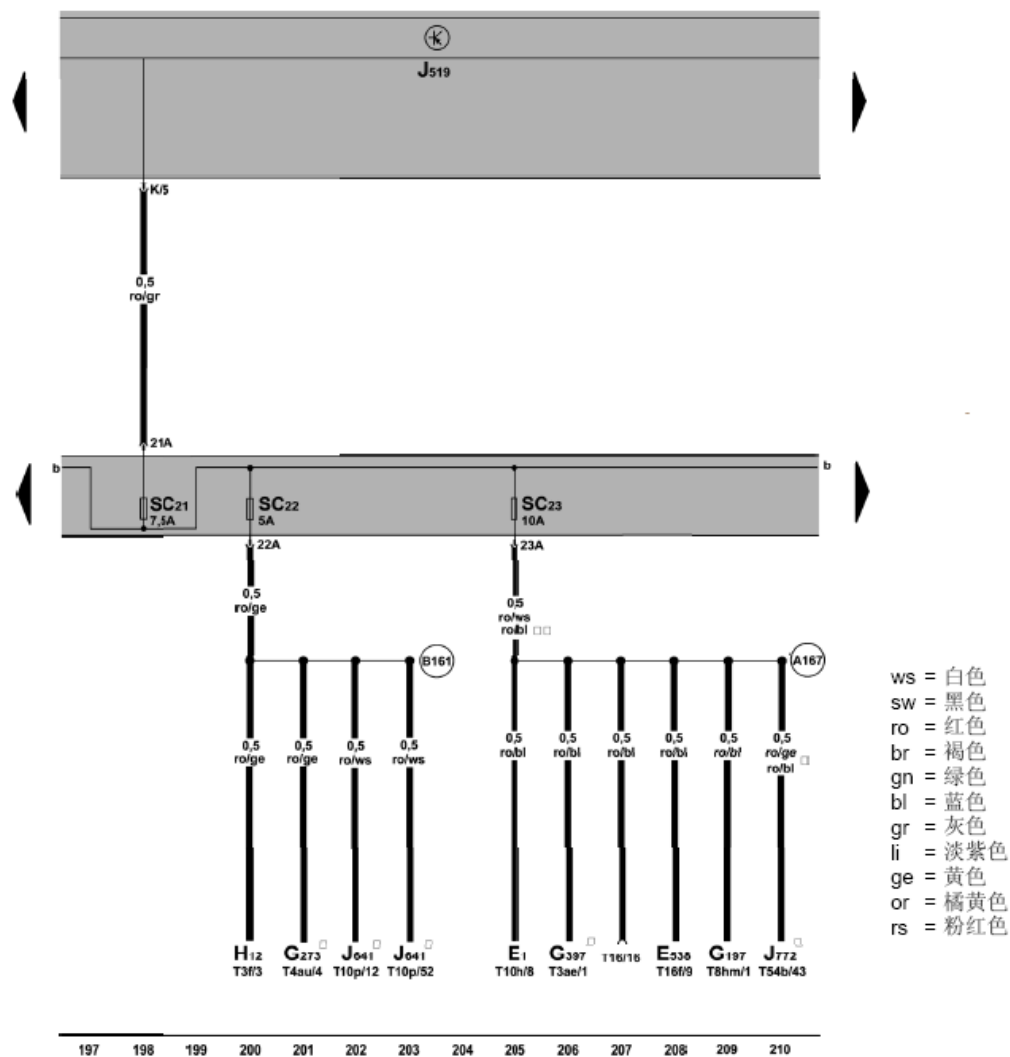 J519
K/5
0,5
ro/gr
21A
b
b
SC21
7,5A
SC22
5A
SC23
10A
22A
23A
0,5
ro/ge
0,5
ro/ws
ro/bl
B161
A167
0,5
ro/ge
0,5
ro/ge
0,5
ro/ws
0,5
ro/ws
0,5
ro/bl
0,5
ro/bl
0,5
ro/bl
0,5
ro/bl
0,5
ro/bl
0,5
ro/ge
ro/bl
H12
T3f/3
G273
T4au/4
J641
T10p/12
J641
T10p/52
E1
T10h/8
G397
T3ae/1
T16/16
E538
T16f/9
G197
T8hm/1
J772
T54b/43
ws = 白色
sw = 黑色
ro = 红色
br = 褐色
gn = 绿色
bl = 蓝色
gr = 灰色
li = 淡紫色
ge = 黄色
or = 橘黄色
rs = 粉红色
197 198 199 200 201 202 203 204 205 206 207 208 209 210